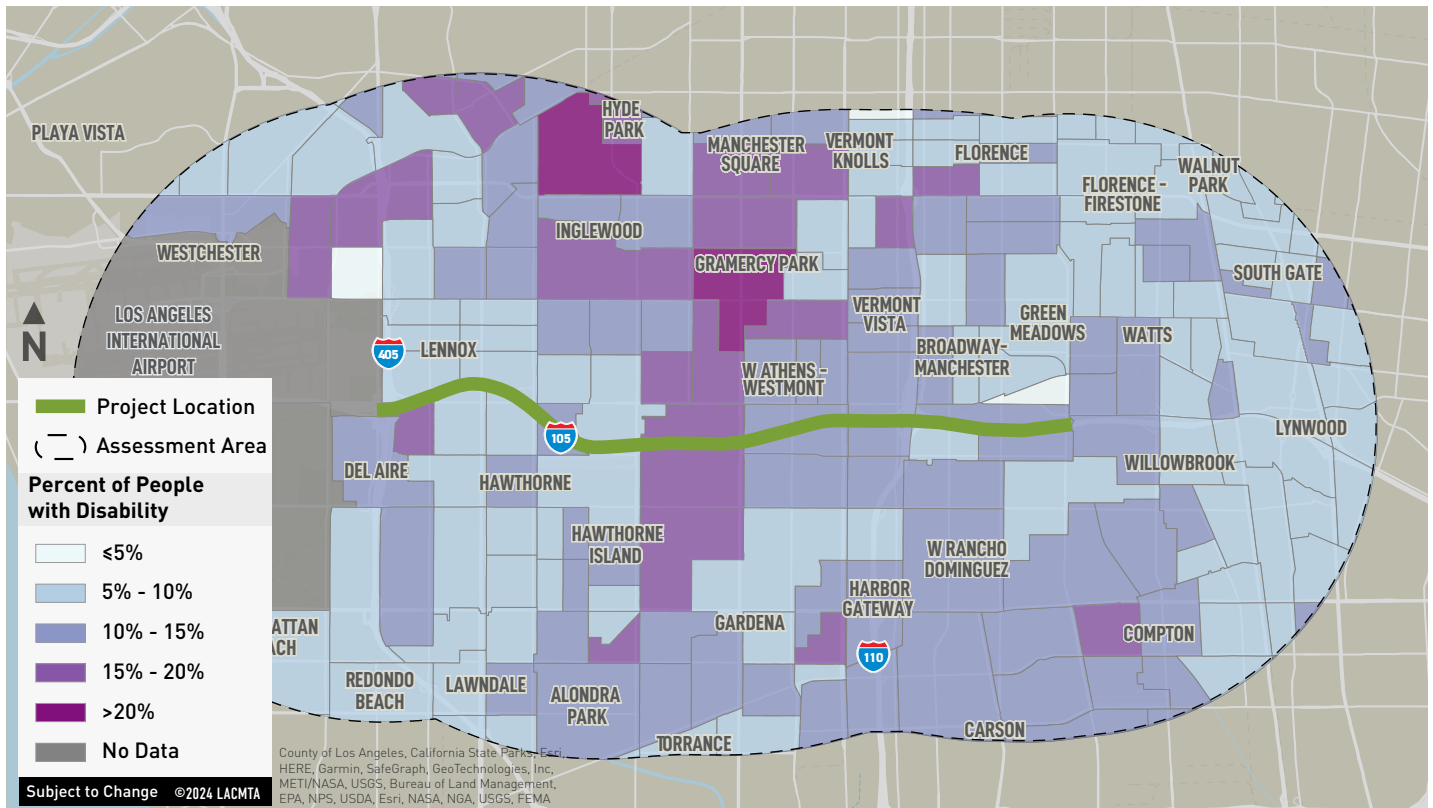 HYDE
PARK
PLAYA VISTA
MANCHESTER
SQUARE
VERMONT
KNOLLS
FLORENCE
WALNUT
PARK
FLORENCE -
FIRESTONE
INGLEWOOD
WESTCHESTER
GRAMERCY PARK
SOUTH GATE
LOS ANGELES
INTERNATIONAL
AIRPORT
N
VERMONT
VISTA
GREEN
MEADOWS
WATTS
405
LENNOX
BROADWAY-
MANCHESTER
W ATHENS -
WESTMONT
Project Location
Assessment Area
105
LYNWOOD
DEL AIRE
HAWTHORNE
WILLOWBROOK
Percent of People
with Disability
≤5%
5% - 10%
10% - 15%
15% - 20%
>20%
No Data
HAWTHORNE
ISLAND
W RANCHO
DOMINGUEZ
HARBOR
GATEWAY
ATTAN
ACH
GARDENA
COMPTON
110
REDONDO
BEACH
LAWNDALE
ALONDRA
PARK
CARSON
TORRANCE
County of Los Angeles, California State Parks, Esri,
HERE, Garmin, SafeGraph, GeoTechnologies, Inc,
METI/NASA, USGS, Bureau of Land Management,
EPA, NPS, USDA, Esri, NASA, NGA, USGS, FEMA
Subject to Change ©2024 LACMTA